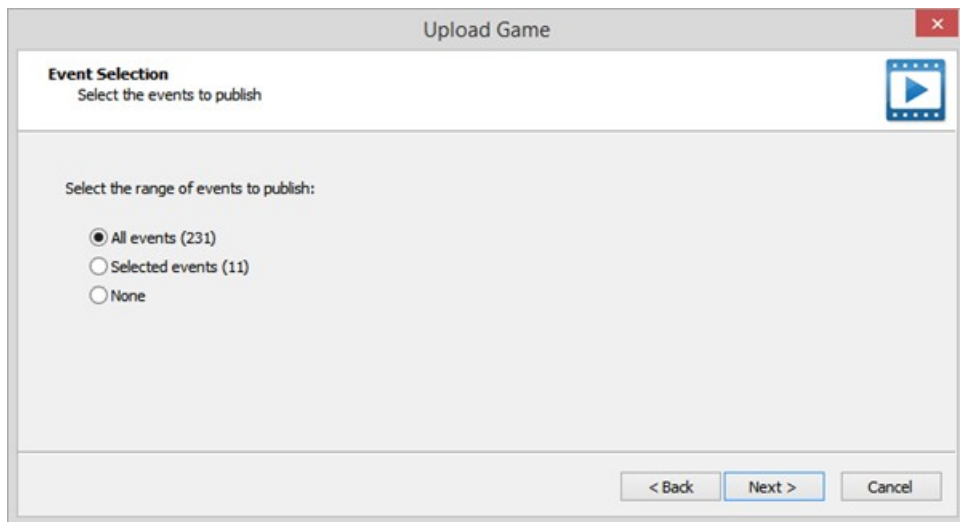 Upload Game
Event Selection
Select the events to publish
Select the range of events to publish:
All events (231)
Selected events (11)
None
< Back Next > Cancel